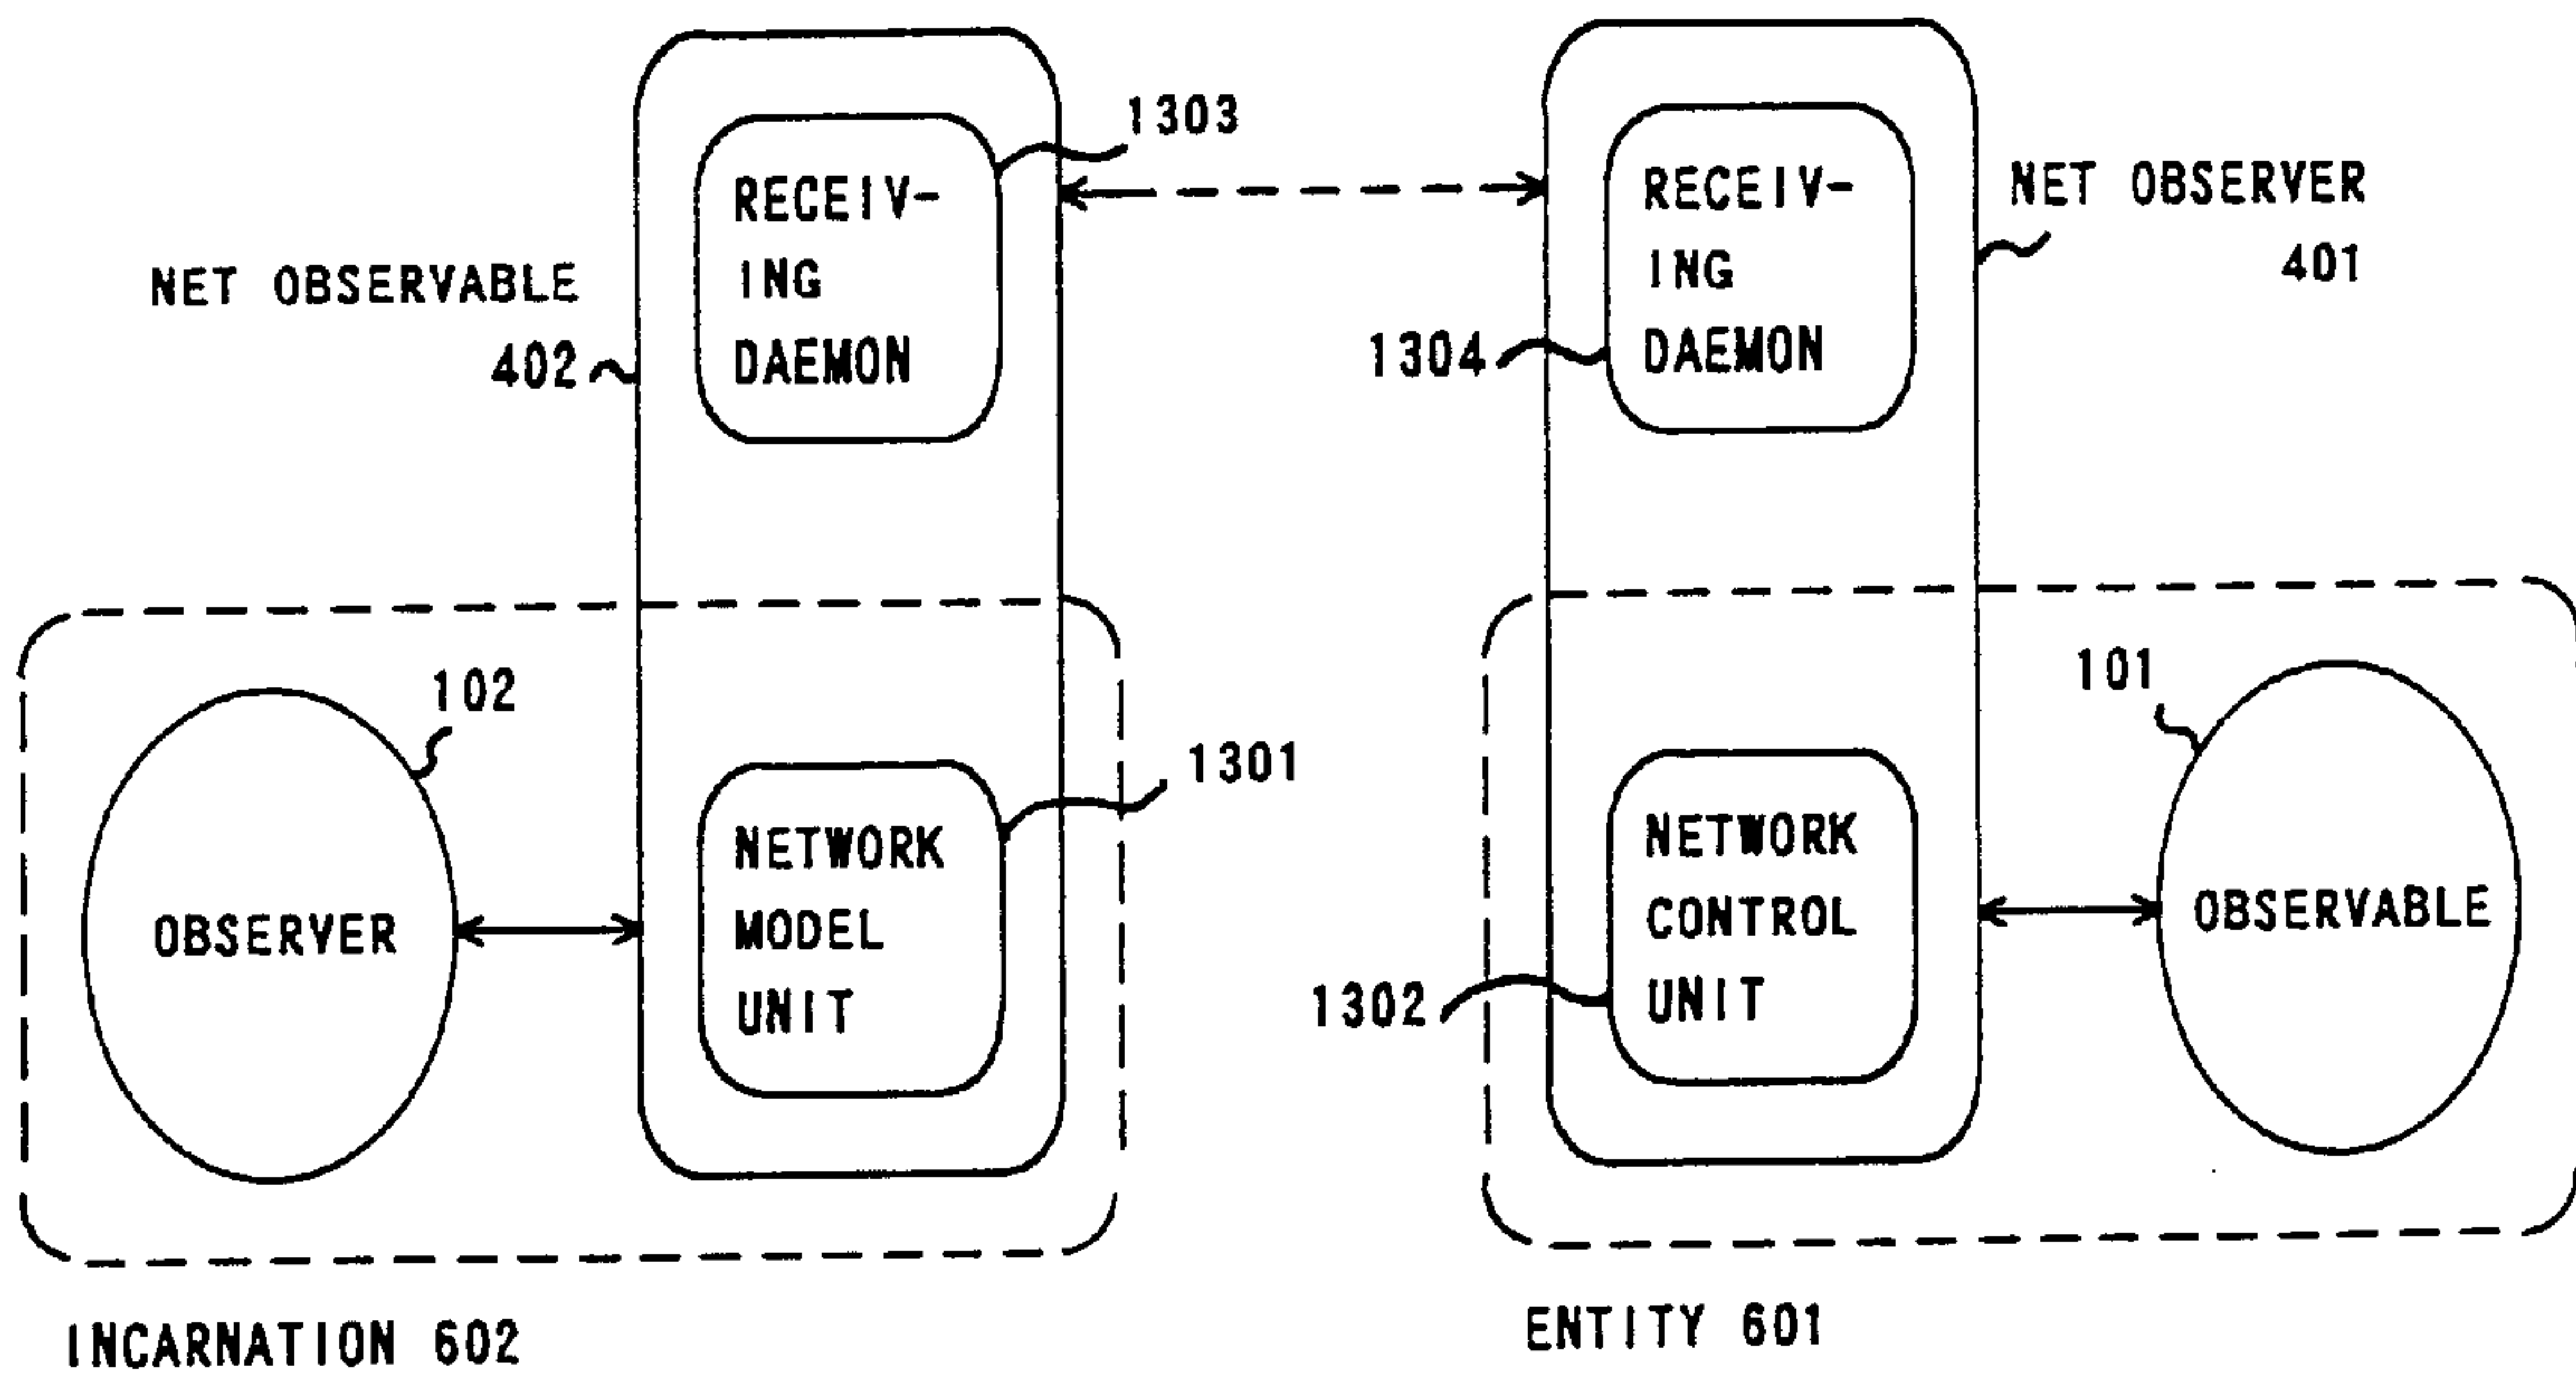 1303
RECEIV-
ING
DAEMON
NET OBSERVABLE
402
RECEIV-
ING
DAEMON
1304
NET OBSERVER
401
102
OBSERVER
1301
NETWORK
MODEL
UNIT
NETWORK
CONTROL
UNIT
1302
101
OBSERVABLE
INCARNATION 602
ENTITY 601